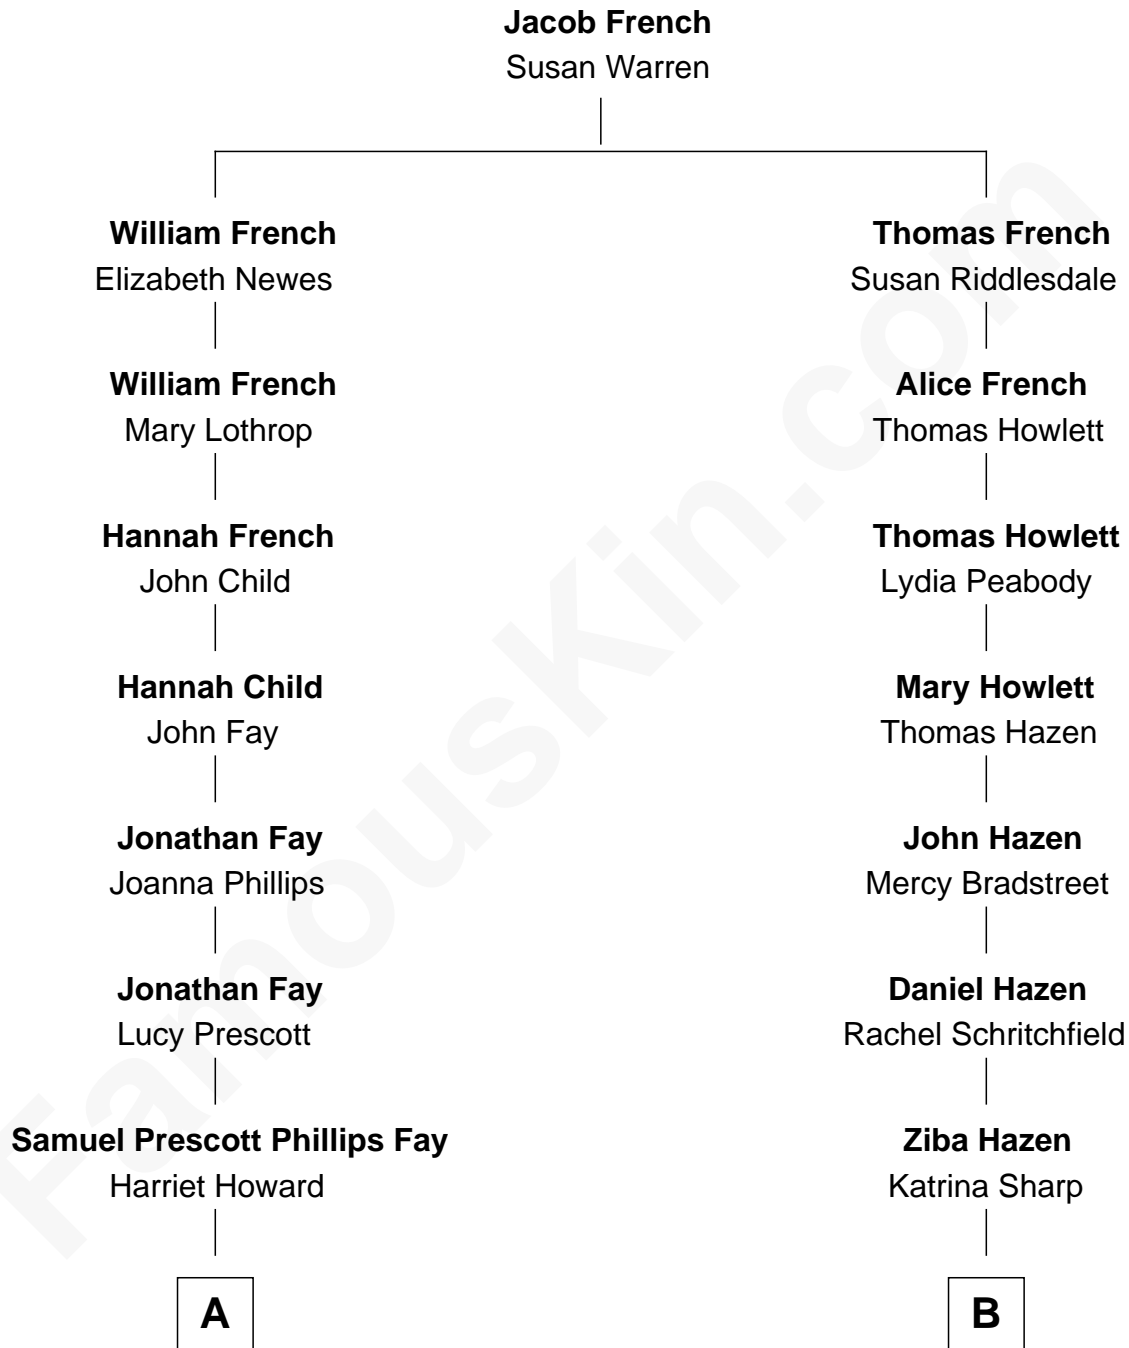 Jacob French
Susan Warren
William French
Elizabeth Newes
William French
Mary Lothrop
Hannah French
John Child
Hannah Child
John Fay
Jonathan Fay
Joanna Phillips
Jonathan Fay
Lucy Prescott
Samuel Prescott Phillips Fay
Harriet Howard
A
Thomas French
Susan Riddlesdale
Alice French
Thomas Howlett
Thomas Howlett
Lydia Peabody
Mary Howlett
Thomas Hazen
John Hazen
Mercy Bradstreet
Daniel Hazen
Rachel Schritchfield
Ziba Hazen
Katrina Sharp
B
FamousKin.com